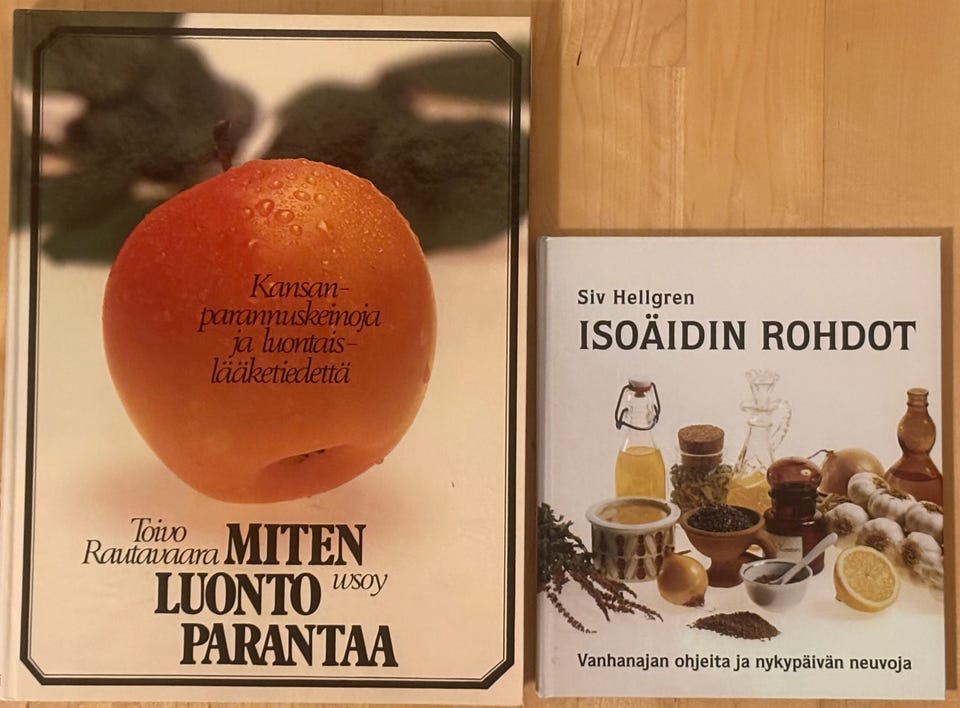 Kansan-
parannuskeinoja
ja luontais-
lääketiedettä
Toivo
Rautavaara MITEN
LUONTO wsoy
PARANTAA
Siv Hellgren
ISOÄIDIN ROHDOT
Vanhanajan ohjeita ja nykypäivän neuvoja